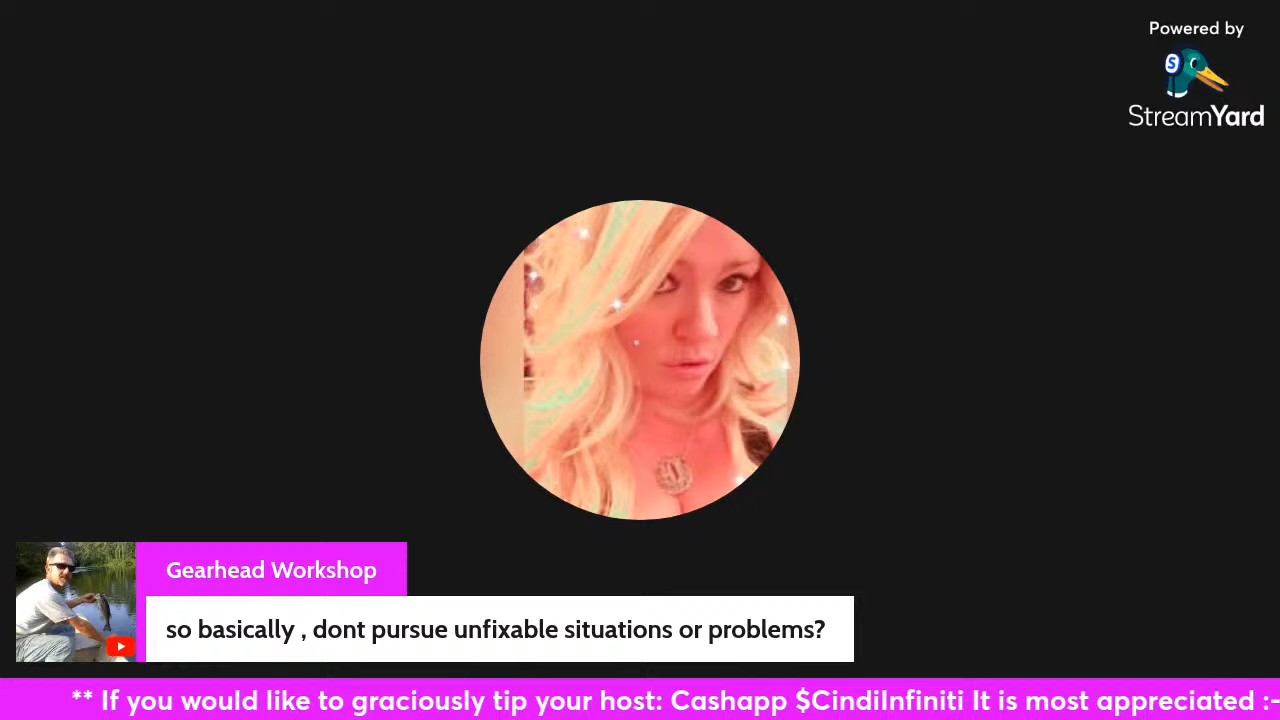 Powered by
S
StreamYard
Gearhead Workshop
so basically , dont pursue unfixable situations or problems?
** If you would like to graciously tip your host: Cashapp $CindiInfiniti It is most appreciated :-